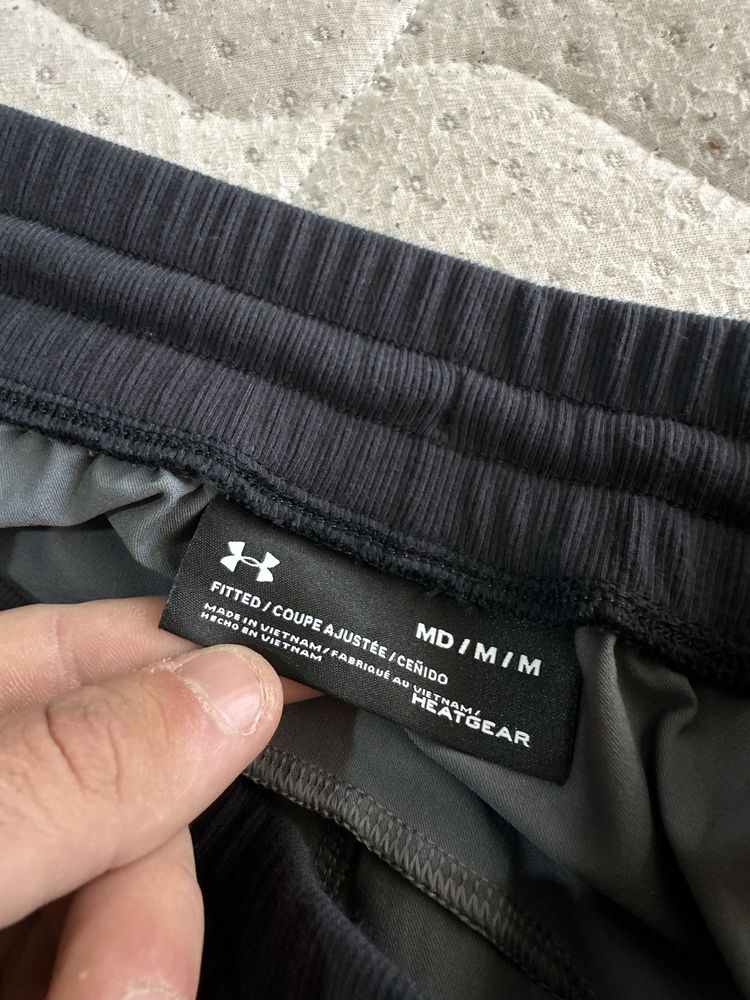 FITTED / COUPE AJUSTÉE / CEÑIDO
MD / M / M
MADE IN VIETNAM / FABRIQUÉ AU VIETNAM /
HECHO EN VIETNAM
HEATGEAR